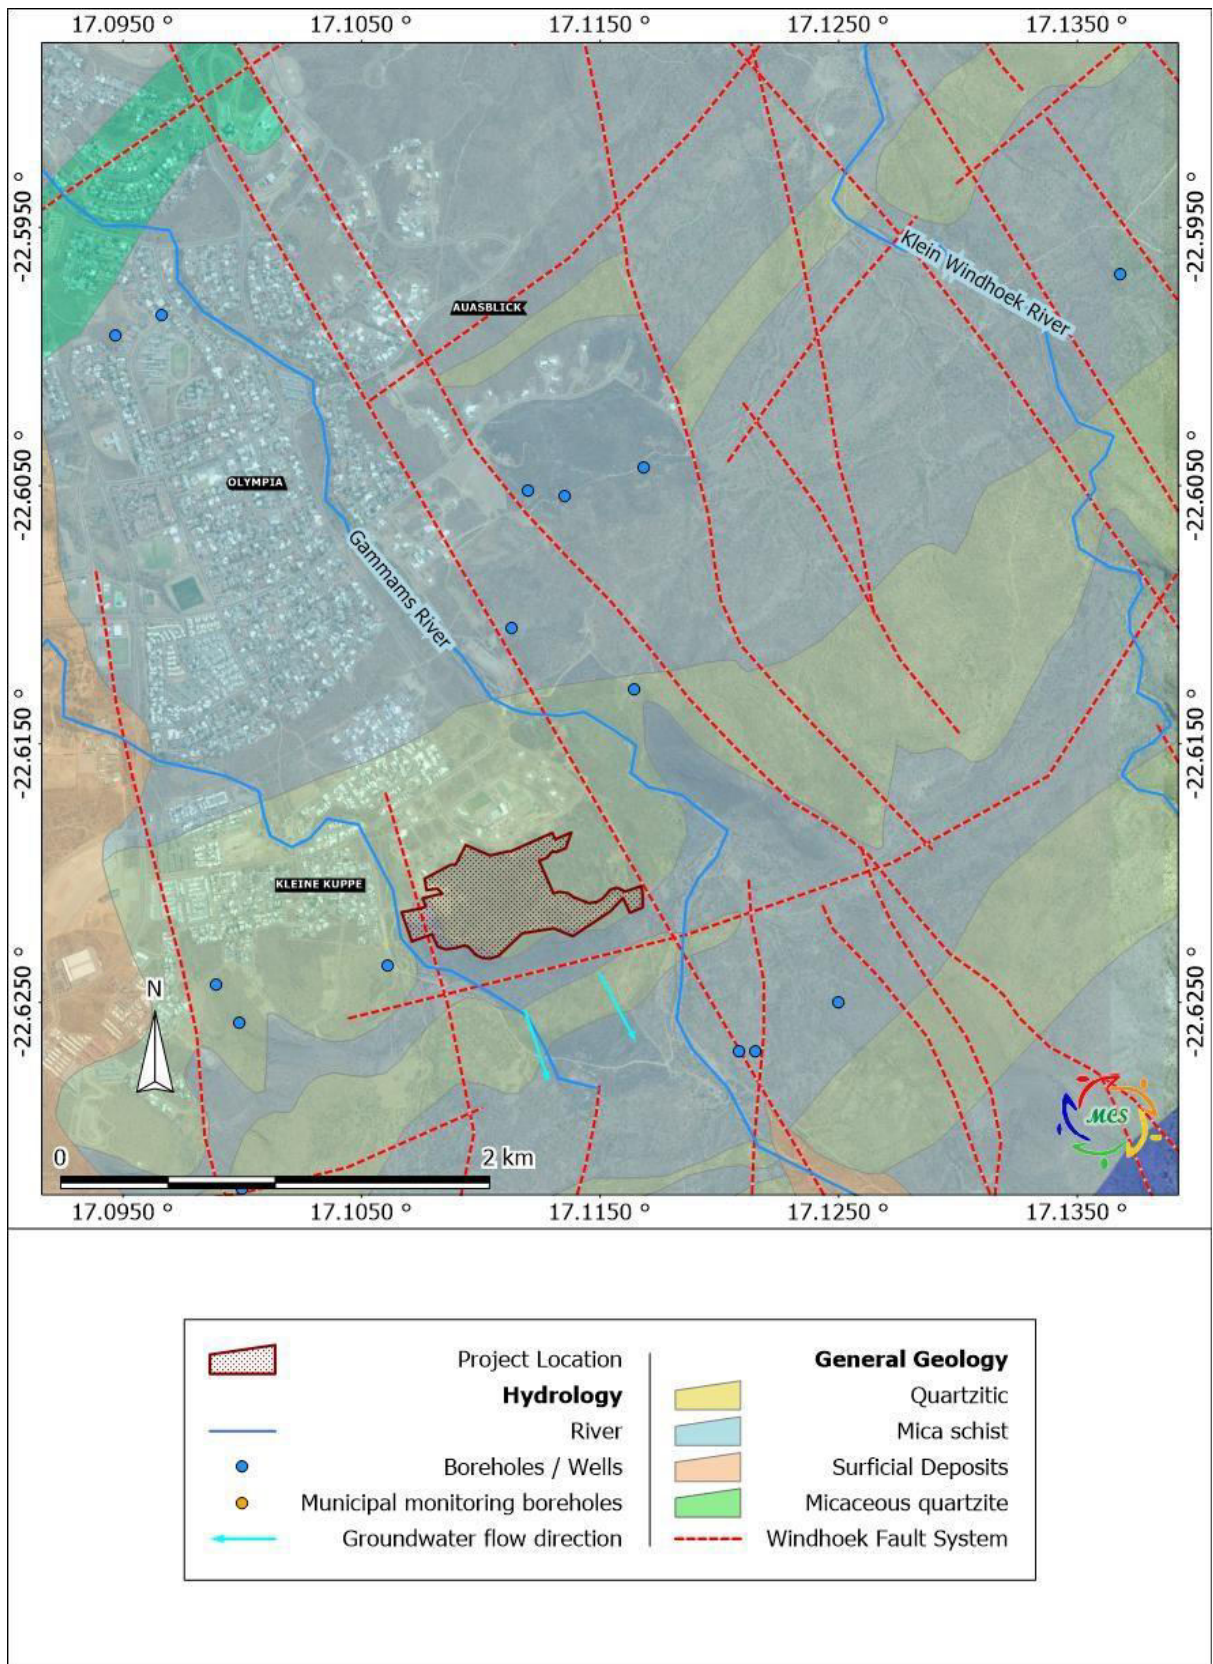 17.0950 ° 17.1050 ° 17.1150 ° 17.1250 ° 17.1350 °
-22.5950 °
-22.5950 °
Klein Windhoek River
AUASBLICK
-22.6050 °
OLYMPIA
-22.6050 °
Gammams River
-22.6150 °
-22.6150 °
KLEINE KUPPE
-22.6250 °
N
-22.6250 °
MCS
0 2 km
17.0950 ° 17.1050 ° 17.1150 ° 17.1250 ° 17.1350 °
Project Location
Hydrology
River
Boreholes / Wells
Municipal monitoring boreholes
Groundwater flow direction
General Geology
Quartzitic
Mica schist
Surficial Deposits
Micaceous quartzite
Windhoek Fault System